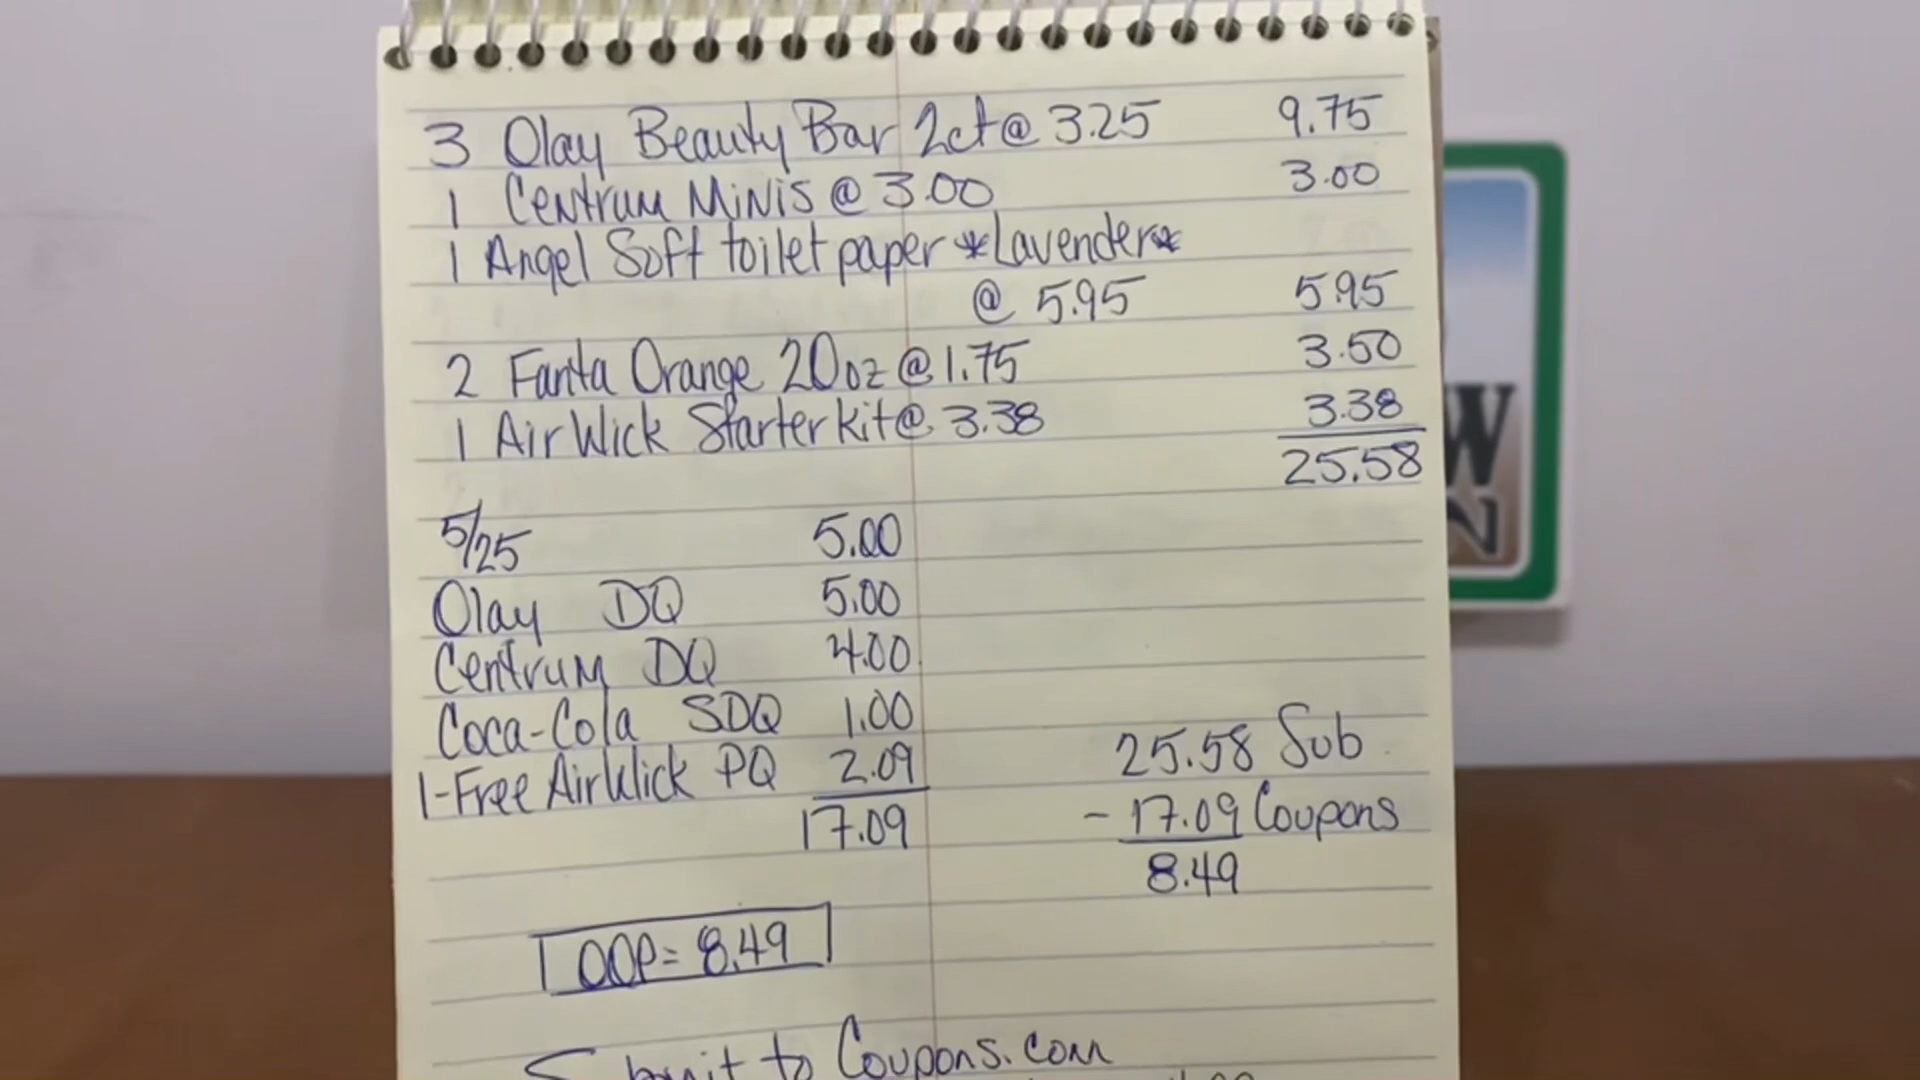 3 Olay Beauty Bar 2ct @ 3.25 9.75
1 Centrum Minis @ 3.00 3.00
1 Angel Soft toilet paper *Lavender*
@ 5.95 5.95
2 Fanta Orange 20oz @ 1.75 3.50
1 AirWick Starter kit @ 3.38 3.38
25.58
5/25 5.00
Olay DQ 5.00
Centrum DQ 4.00
Coca-Cola SDQ 1.00
1-Free AirWick PQ 2.09
17.09
25.58 Sub
- 17.09 Coupons
8.49
OOP = 8.49
Submit to Coupons.com